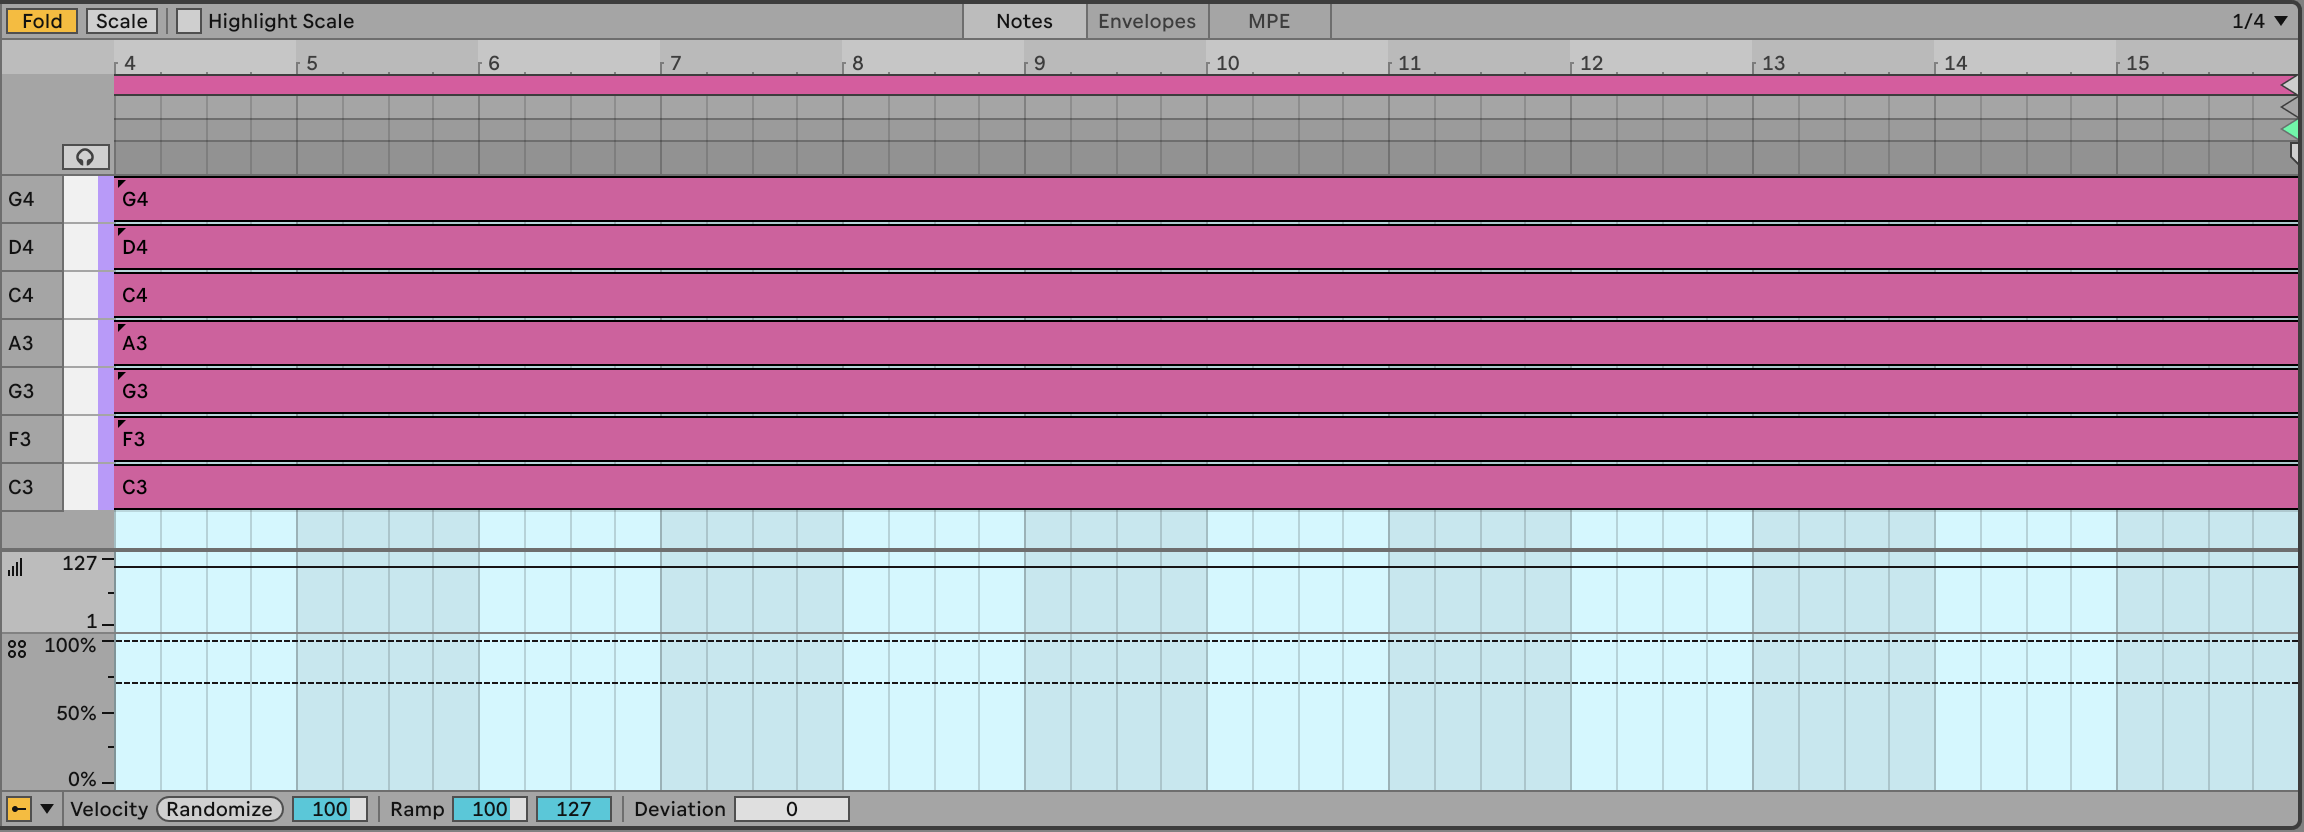 Fold Scale Highlight Scale Notes Envelopes MPE 1/4
4 5 6 7 8 9 10 11 12 13 14 15
G4 G4
D4 D4
C4 C4
A3 A3
G3 G3
F3 F3
C3 C3
127
1
100%
50%
0%
Velocity Randomize 100 Ramp 100 127 Deviation 0